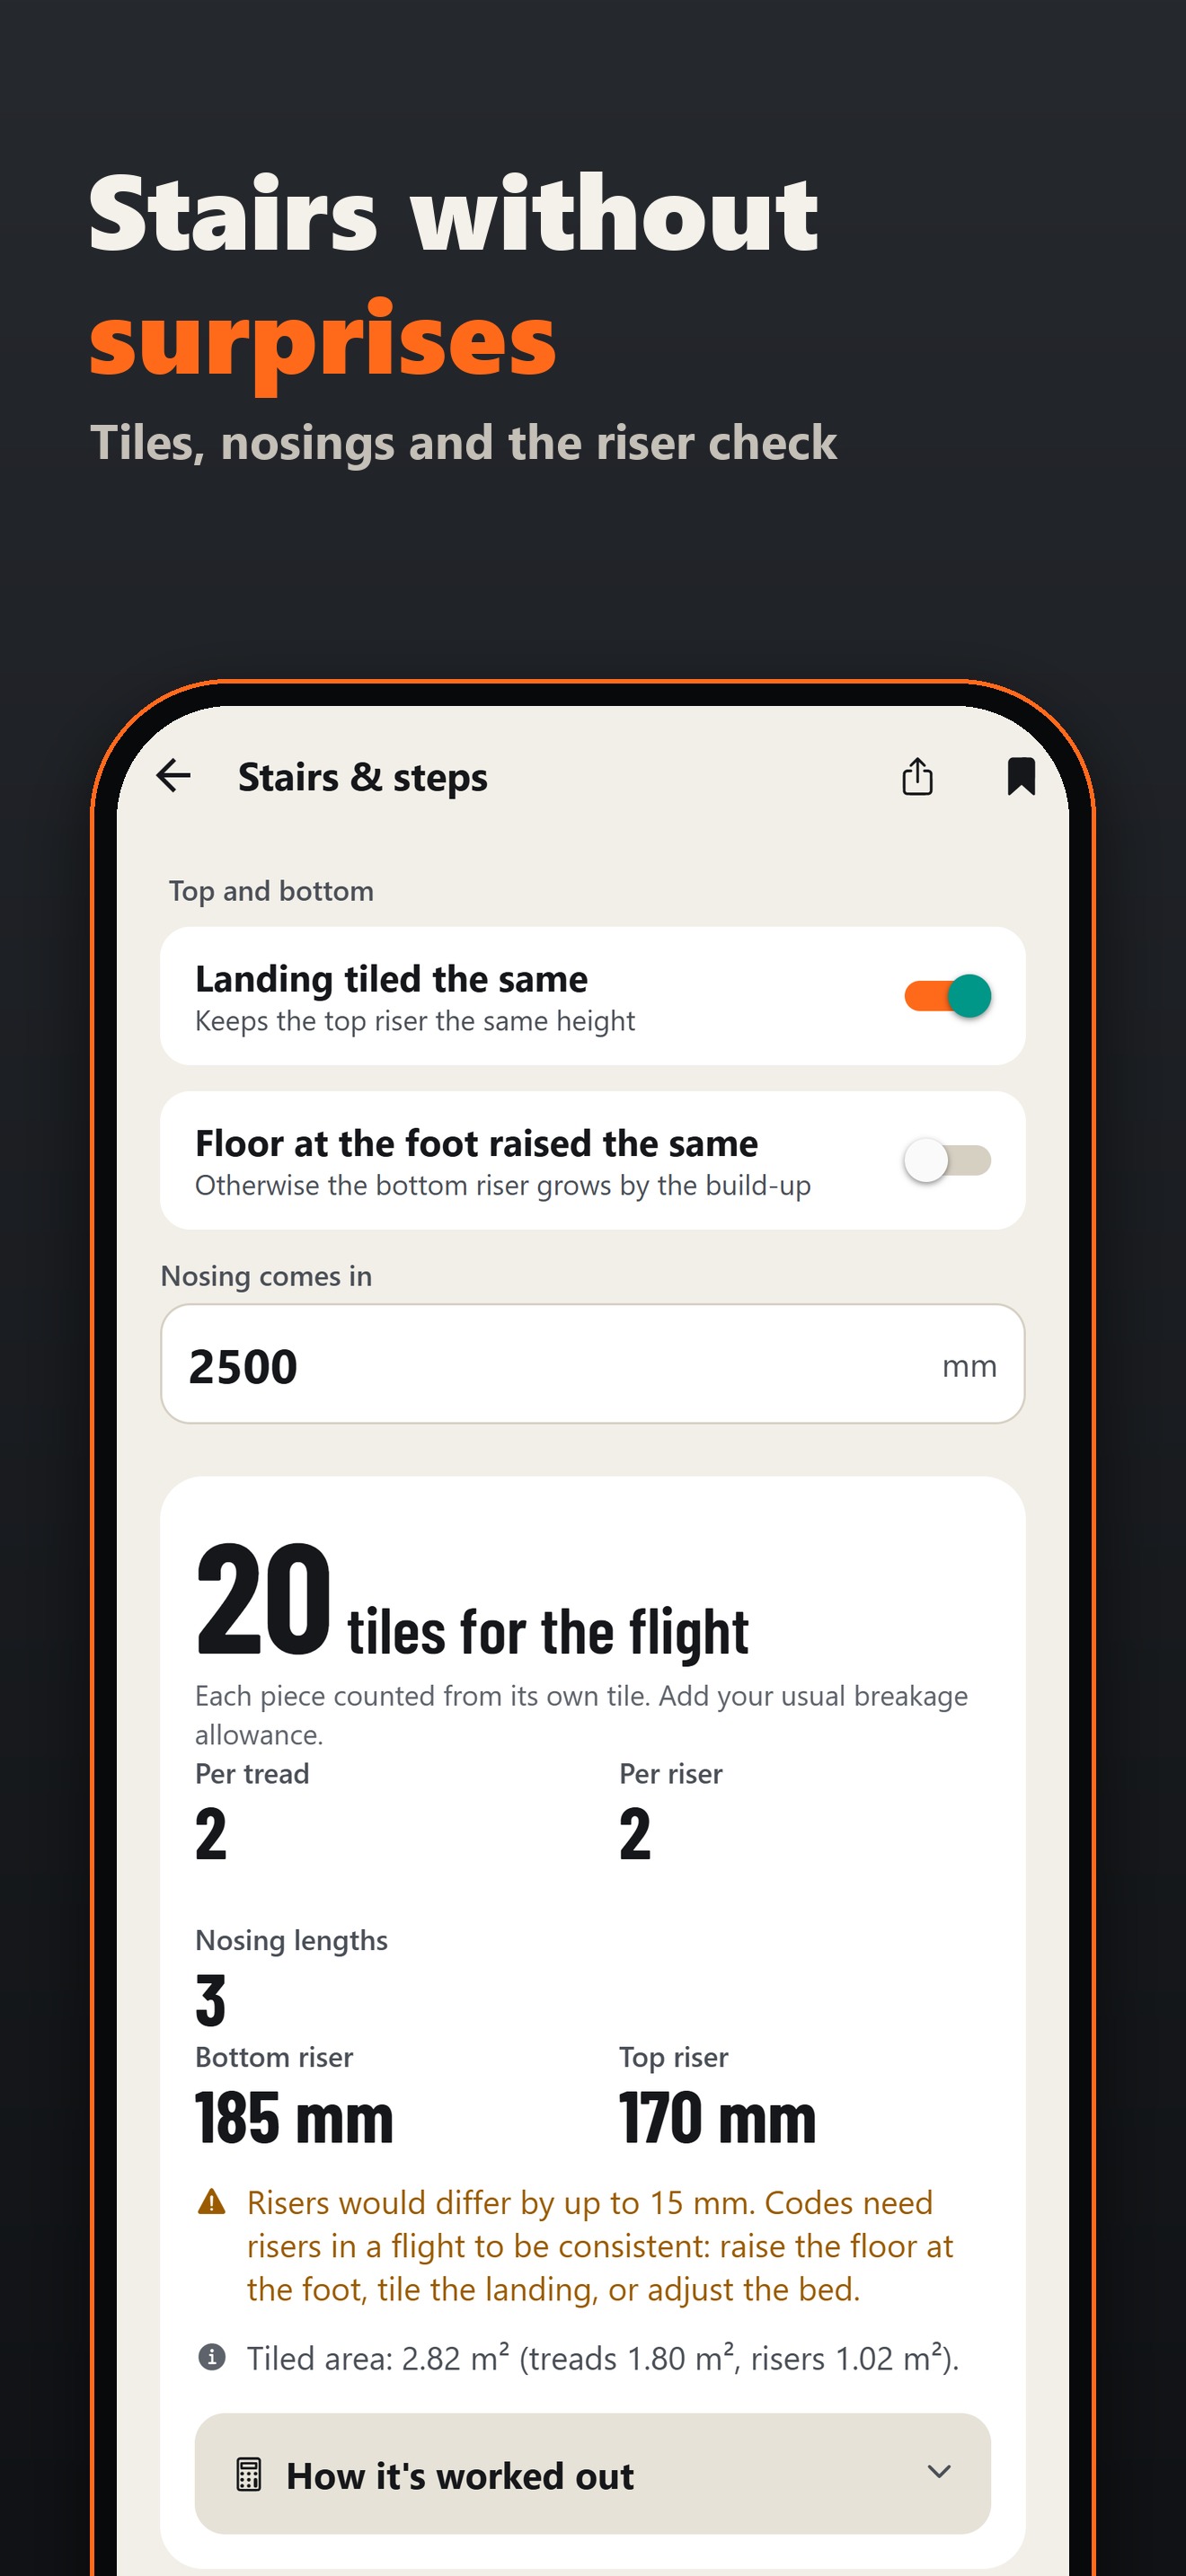 Stairs without
surprises
Tiles, nosings and the riser check
Stairs & steps
Top and bottom
Landing tiled the same
Keeps the top riser the same height
Floor at the foot raised the same
Otherwise the bottom riser grows by the build-up
Nosing comes in
2500 mm
20 tiles for the flight
Each piece counted from its own tile. Add your usual breakage
allowance.
Per tread Per riser
2 2
Nosing lengths
3
Bottom riser Top riser
185 mm 170 mm
Risers would differ by up to 15 mm. Codes need
risers in a flight to be consistent: raise the floor at
the foot, tile the landing, or adjust the bed.
Tiled area: 2.82 m² (treads 1.80 m², risers 1.02 m²).
How it's worked out